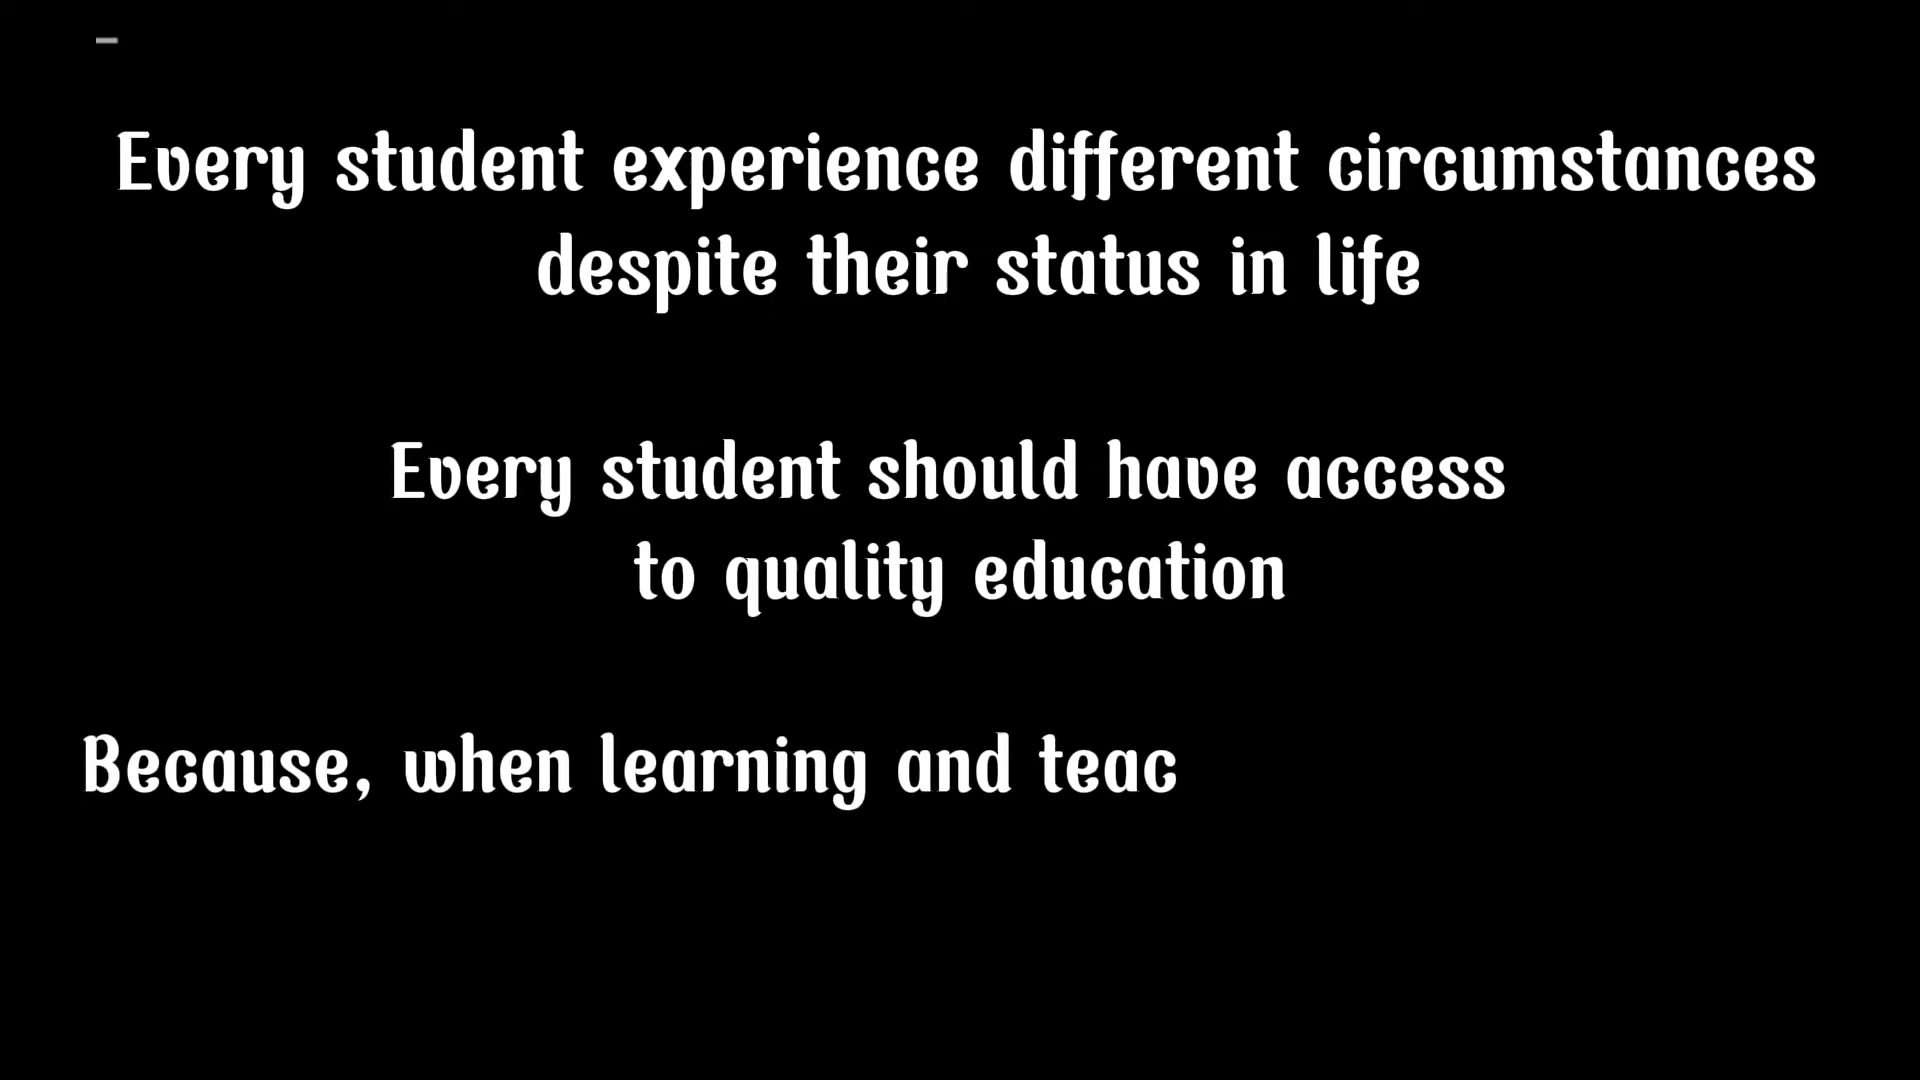 Every student experience different circumstances
despite their status in life
Every student should have access
to quality education
Because, when learning and teac